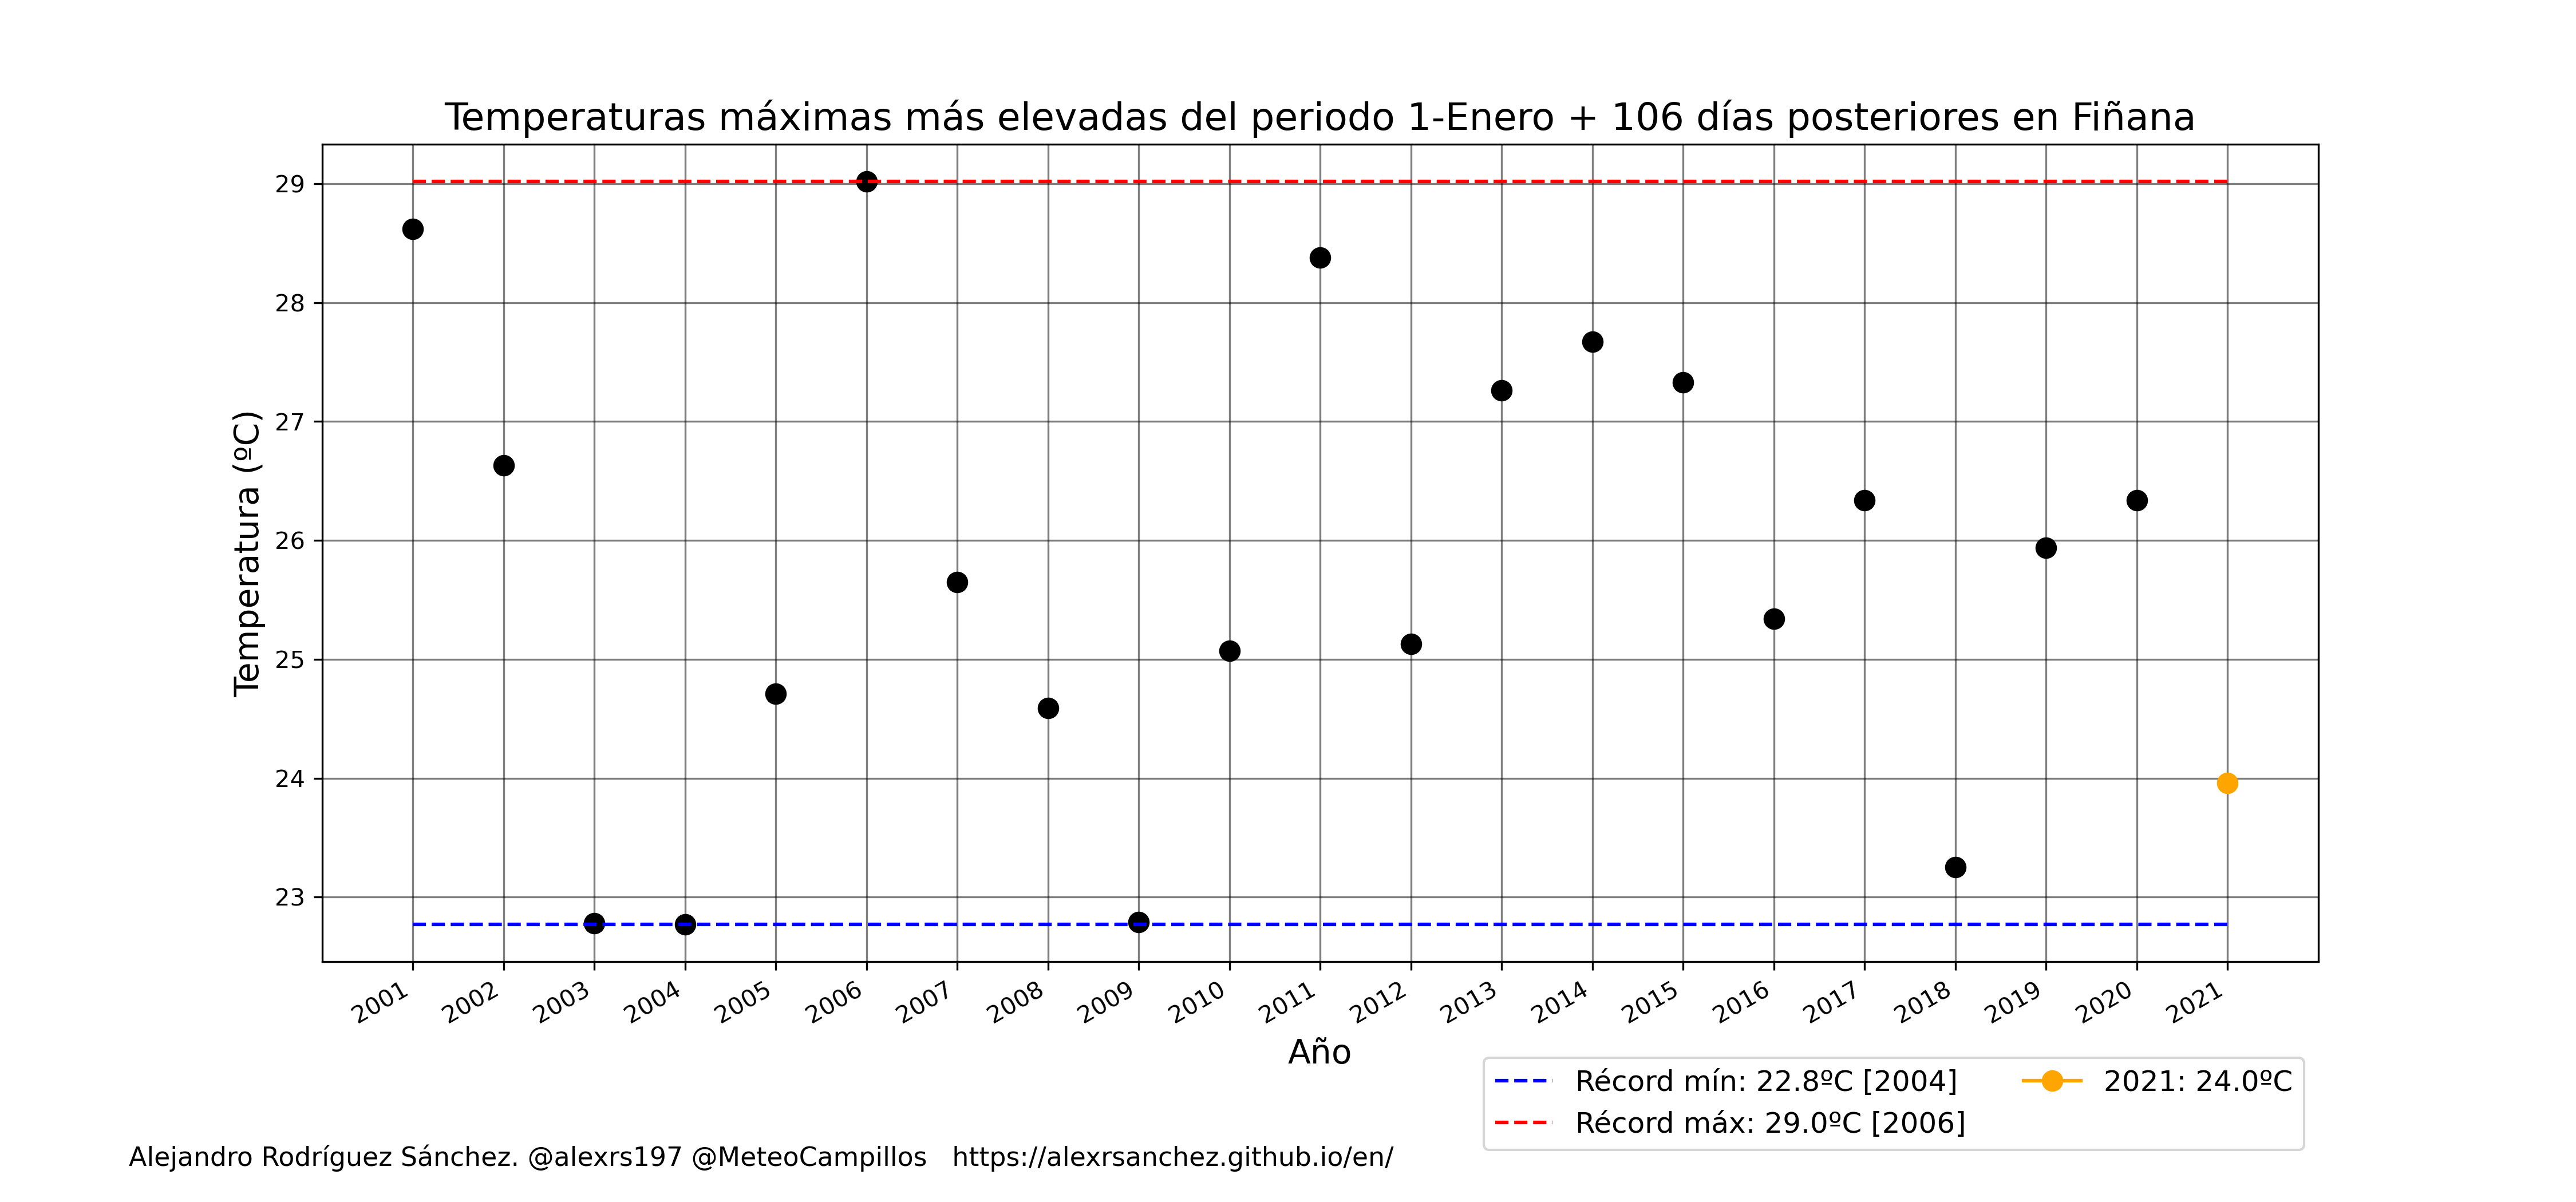 Temperaturas máximas más elevadas del periodo 1-Enero + 106 días posteriores en Fiñana
Temperatura (ºC)
29
28
27
26
25
24
23
2001 2002 2003 2004 2005 2006 2007 2008 2009 2010 2011 2012 2013 2014 2015 2016 2017 2018 2019 2020 2021
Año
Récord mín: 22.8ºC [2004]
Récord máx: 29.0ºC [2006]
2021: 24.0ºC
Alejandro Rodríguez Sánchez. @alexrs197 @MeteoCampillos https://alexrsanchez.github.io/en/